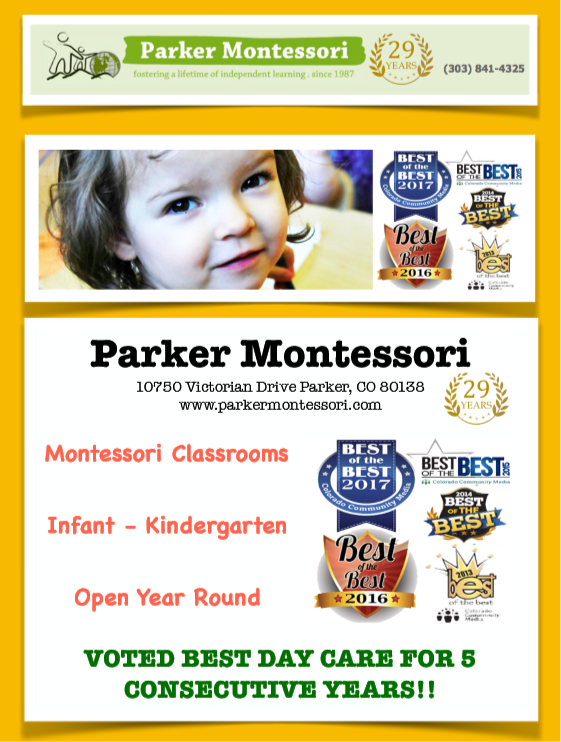 Parker Montessori
fostering a lifetime of independent learning . since 1987
29
YEARS
(303) 841-4325
BEST
of the
BEST
2017
Colorado Community Media
BEST BEST 2015
OF THE
Colorado Community Media
2014
BEST
OF THE
BEST
Best
of the
Best
2016
2013
best
of the best
Colorado
Community
Media
Parker Montessori
10750 Victorian Drive Parker, CO 80138
www.parkermontessori.com
29
YEARS
Montessori Classrooms
Infant - Kindergarten
Open Year Round
BEST
of the
BEST
2017
Colorado Community Media
BEST BEST 2015
OF THE
Colorado Community Media
2014
BEST
OF THE
BEST
Best
of the
Best
2016
2013
best
of the best
Colorado
Community
Media
VOTED BEST DAY CARE FOR 5
CONSECUTIVE YEARS!!